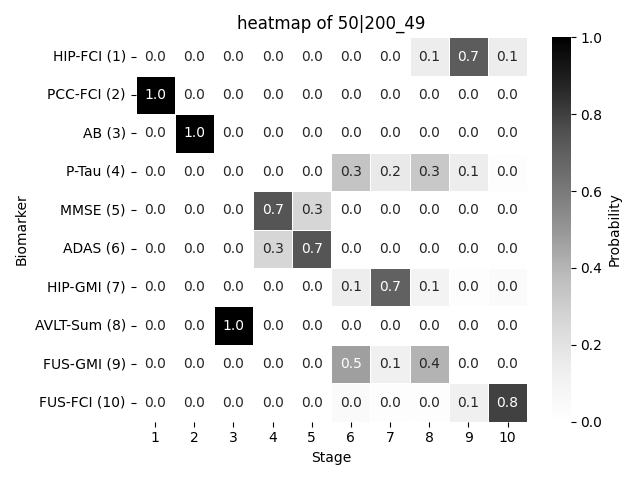 heatmap of 50|200_49
HIP-FCI (1) 0.0 0.0 0.0 0.0 0.0 0.0 0.0 0.1 0.7 0.1
PCC-FCI (2) 1.0 0.0 0.0 0.0 0.0 0.0 0.0 0.0 0.0 0.0
AB (3) 0.0 1.0 0.0 0.0 0.0 0.0 0.0 0.0 0.0 0.0
P-Tau (4) 0.0 0.0 0.0 0.0 0.0 0.3 0.2 0.3 0.1 0.0
MMSE (5) 0.0 0.0 0.0 0.7 0.3 0.0 0.0 0.0 0.0 0.0
ADAS (6) 0.0 0.0 0.0 0.3 0.7 0.0 0.0 0.0 0.0 0.0
HIP-GMI (7) 0.0 0.0 0.0 0.0 0.0 0.1 0.7 0.1 0.0 0.0
AVLT-Sum (8) 0.0 0.0 1.0 0.0 0.0 0.0 0.0 0.0 0.0 0.0
FUS-GMI (9) 0.0 0.0 0.0 0.0 0.0 0.5 0.1 0.4 0.0 0.0
FUS-FCI (10) 0.0 0.0 0.0 0.0 0.0 0.0 0.0 0.0 0.1 0.8
1 2 3 4 5 6 7 8 9 10
Stage
Biomarker
1.0
0.8
0.6
0.4
0.2
0.0
Probability